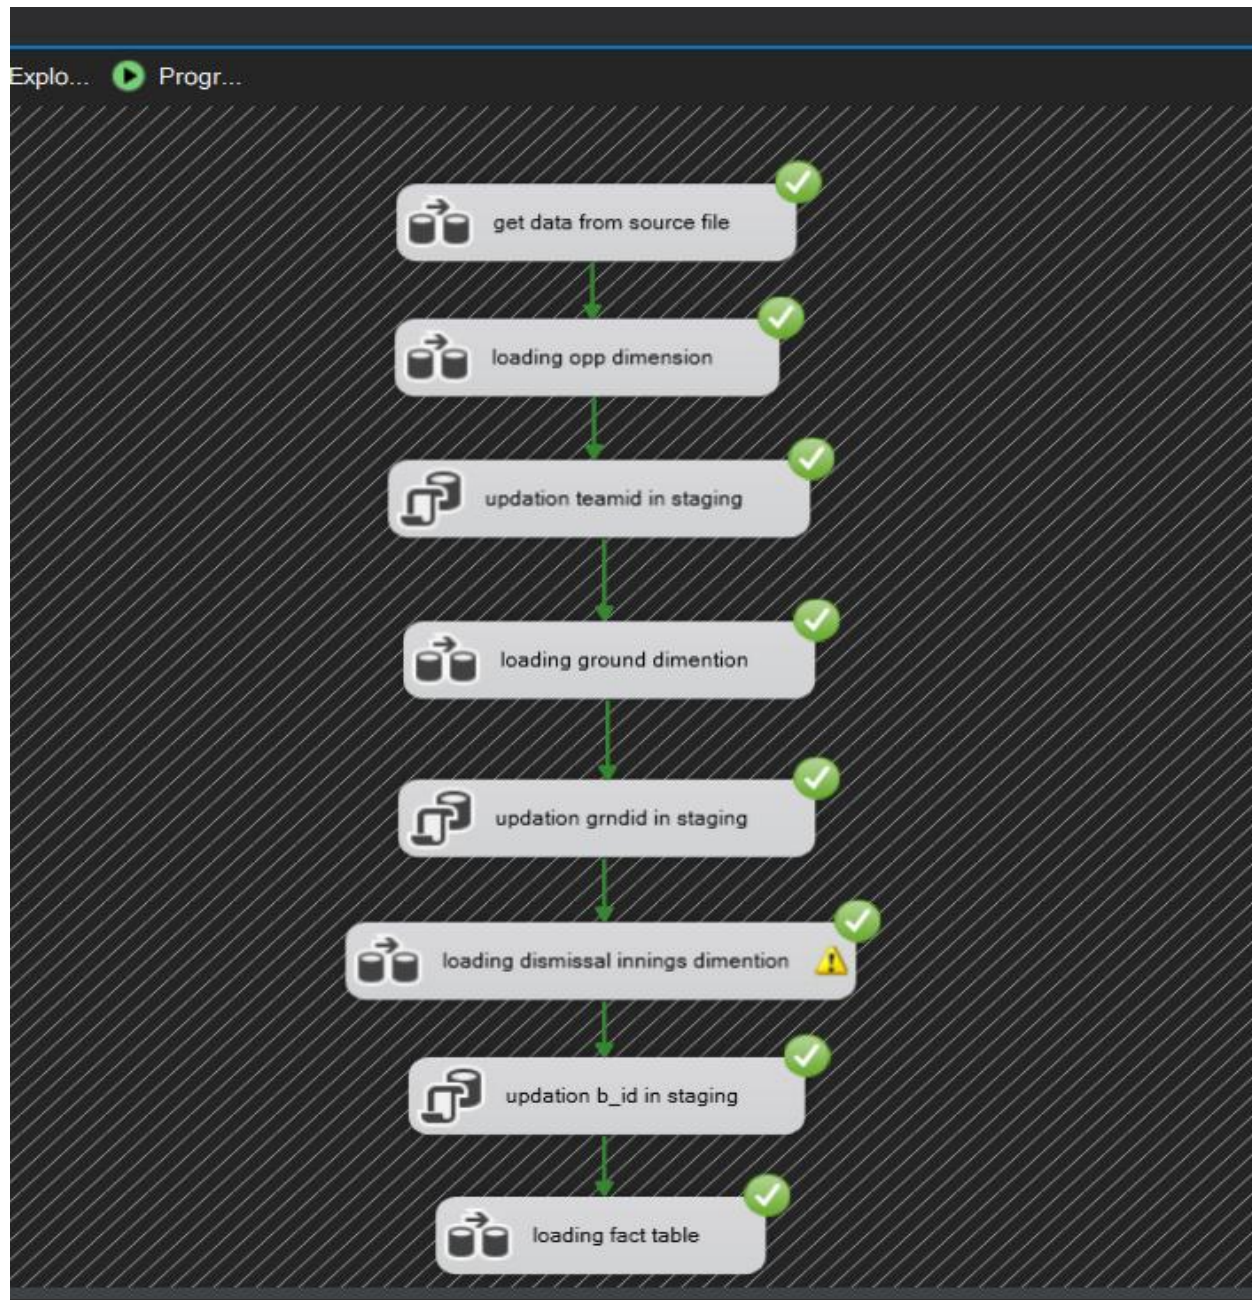 Explo... Progr...
get data from source file
loading opp dimension
updation teamid in staging
loading ground dimention
updation grndid in staging
loading dismissal innings dimention
updation b_id in staging
loading fact table